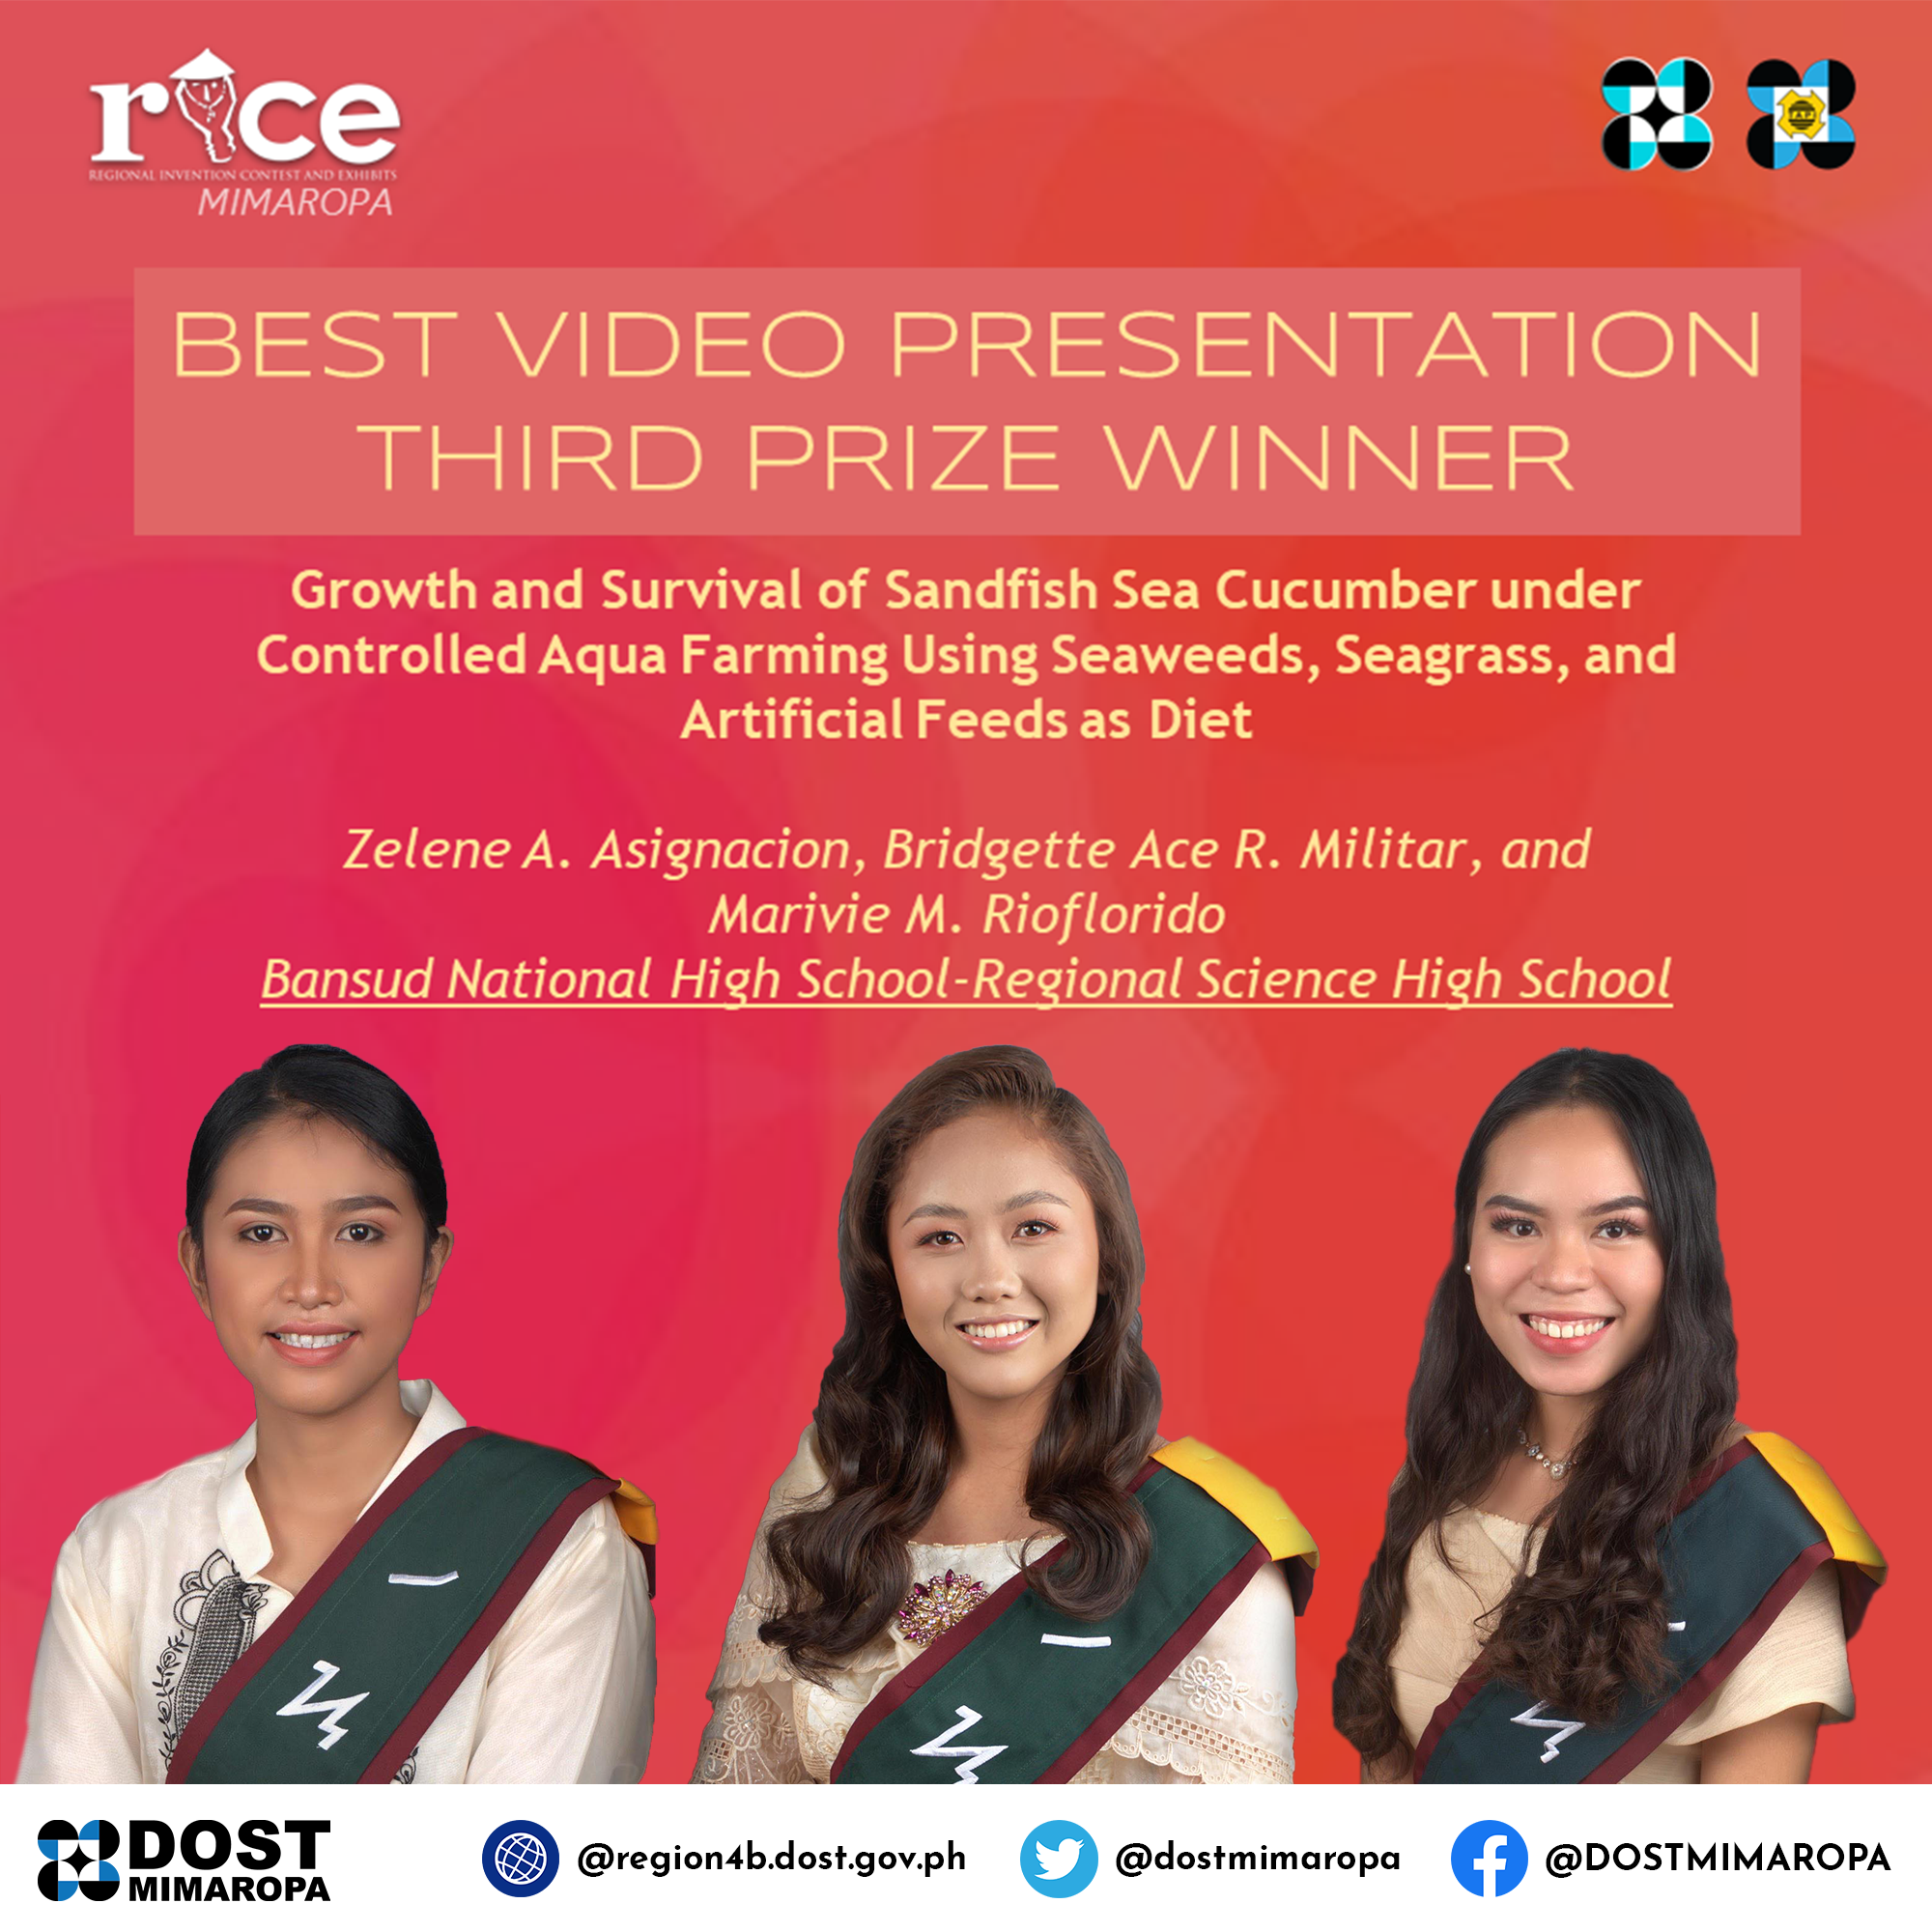 rice
REGIONAL INVENTION CONTEST AND EXHIBITS
MIMAROPA
BEST VIDEO PRESENTATION
THIRD PRIZE WINNER
Growth and Survival of Sandfish Sea Cucumber under
Controlled Aqua Farming Using Seaweeds, Seagrass, and
Artificial Feeds as Diet
Zelene A. Asignacion, Bridgette Ace R. Militar, and
Marivie M. Rioflorido
Bansud National High School-Regional Science High School
DOST
MIMAROPA
@region4b.dost.gov.ph
@dostmimaropa
@DOSTMIMAROPA